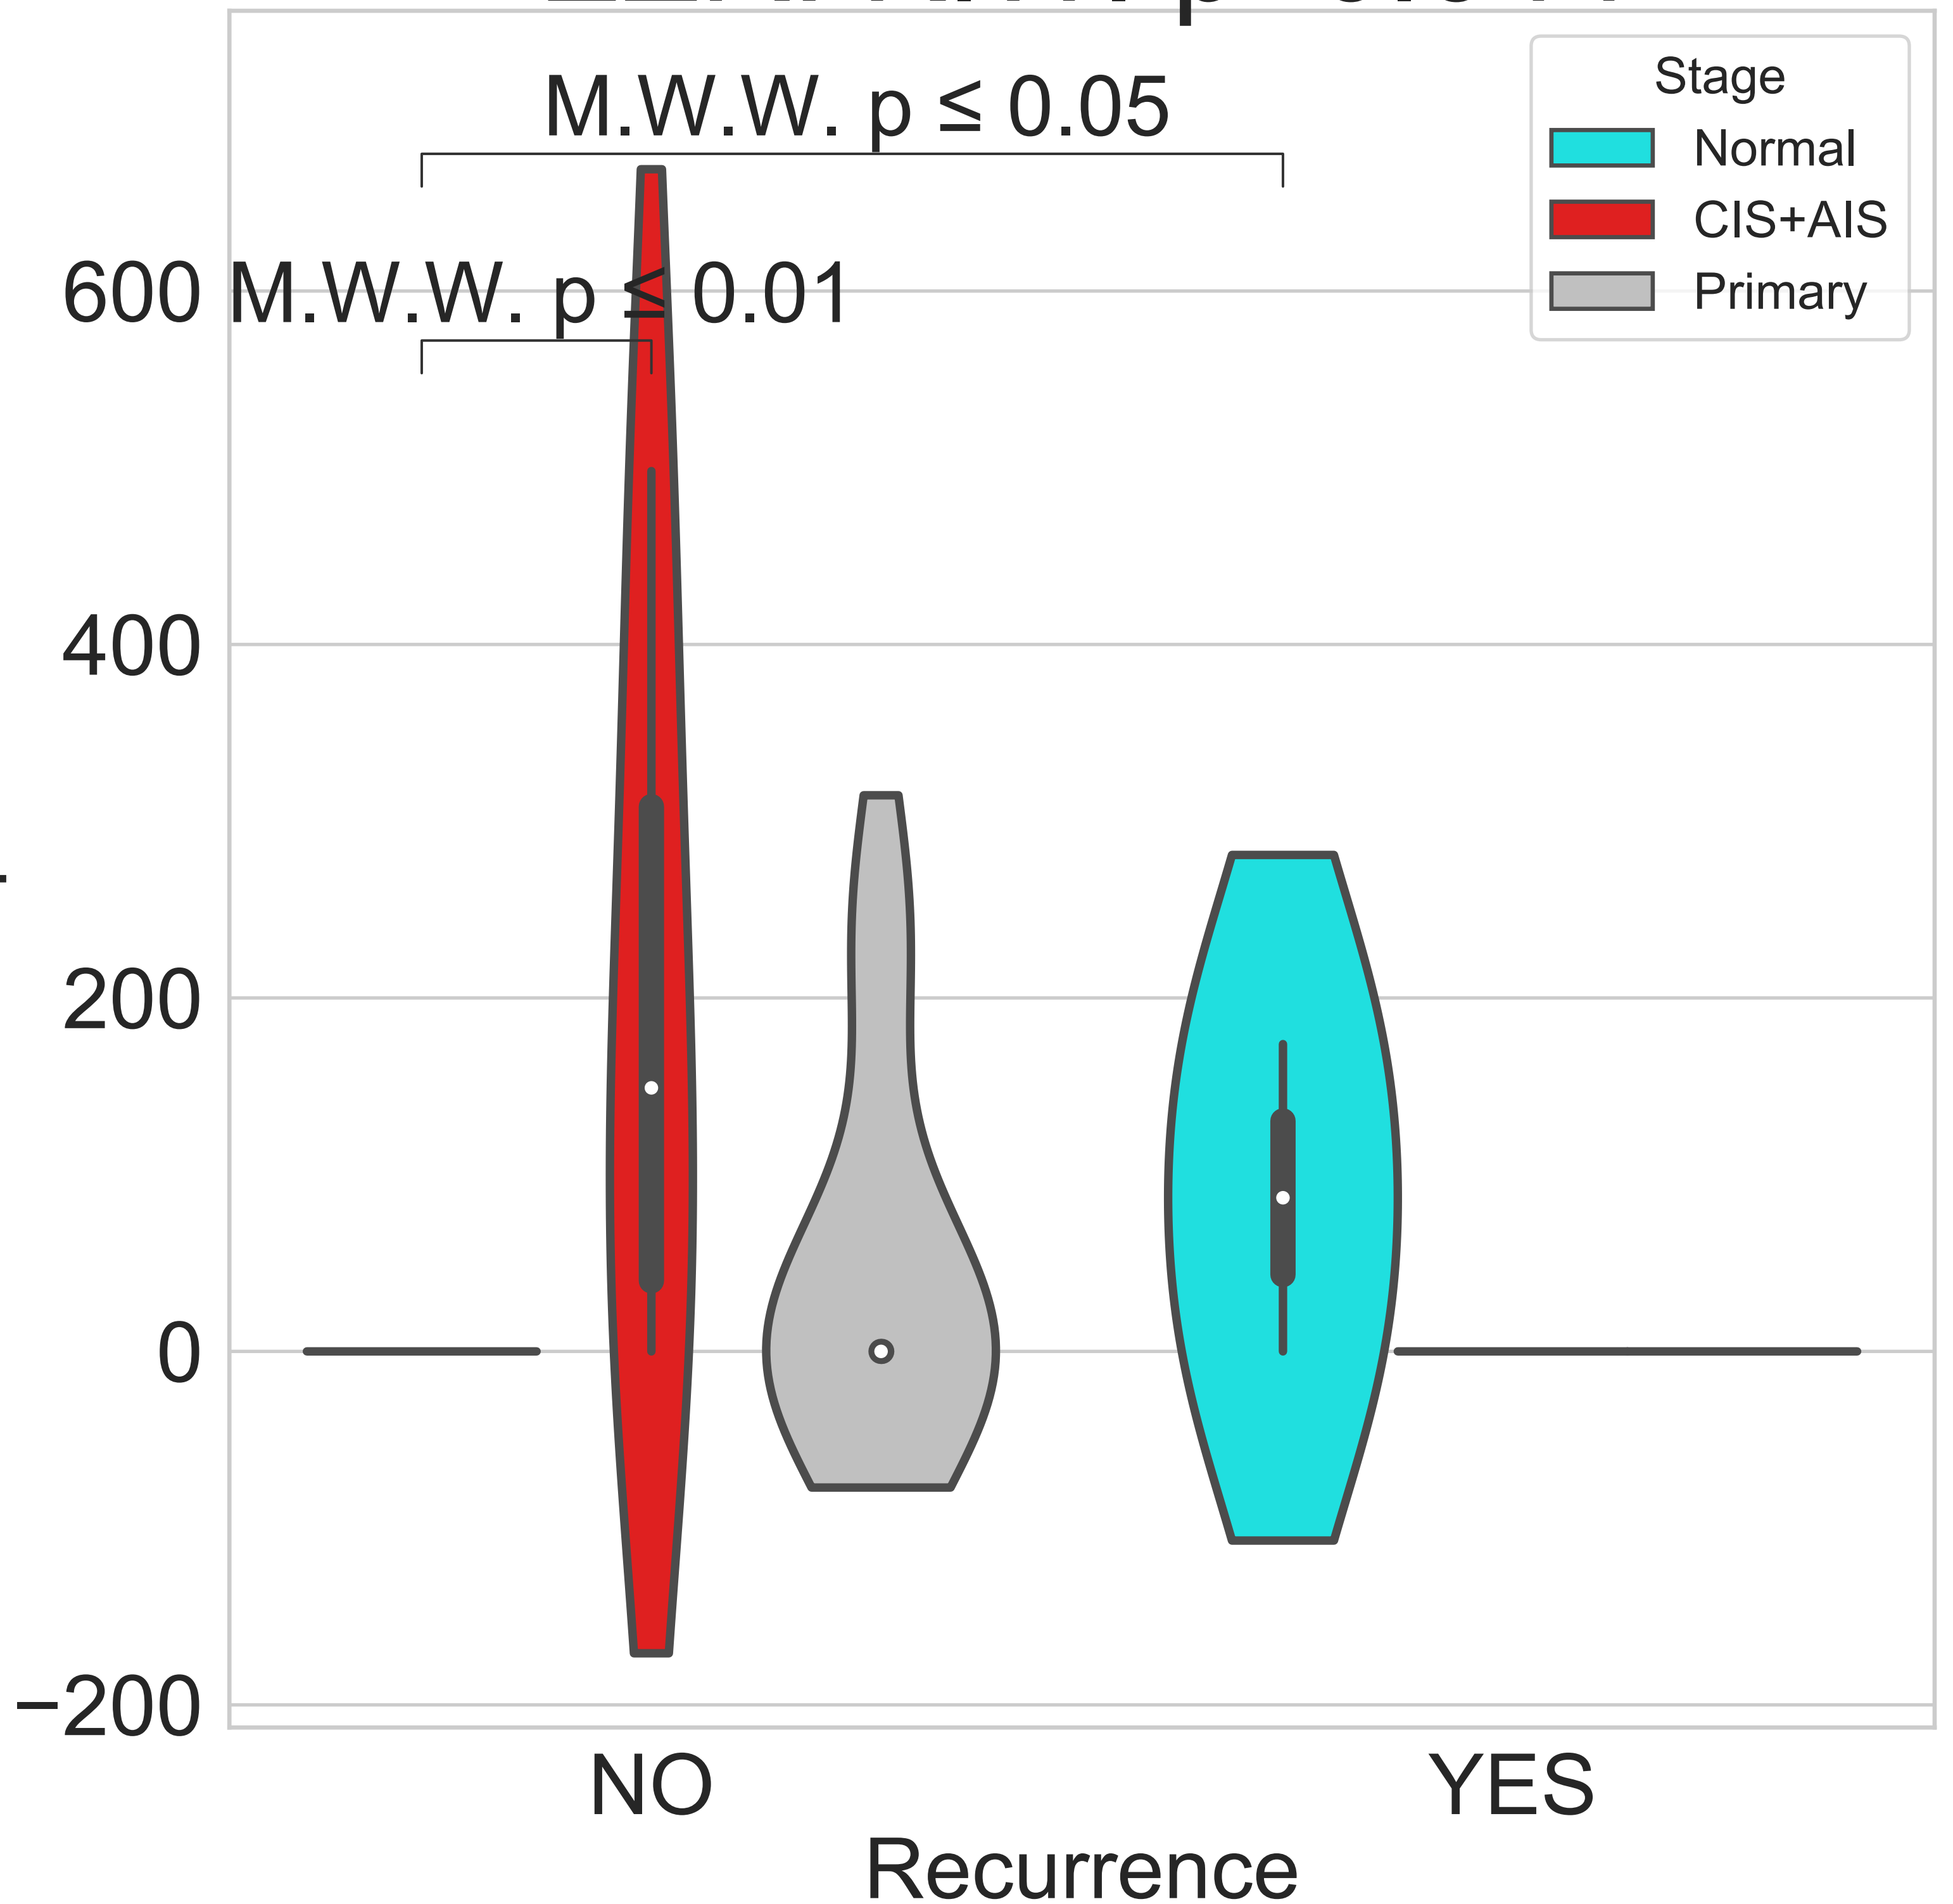 M.W.W. p ≤ 0.05
Stage
Normal
CIS+AIS
Primary
M.W.W. p ≤ 0.01
600
400
200
0
−200
NO
YES
Recurrence